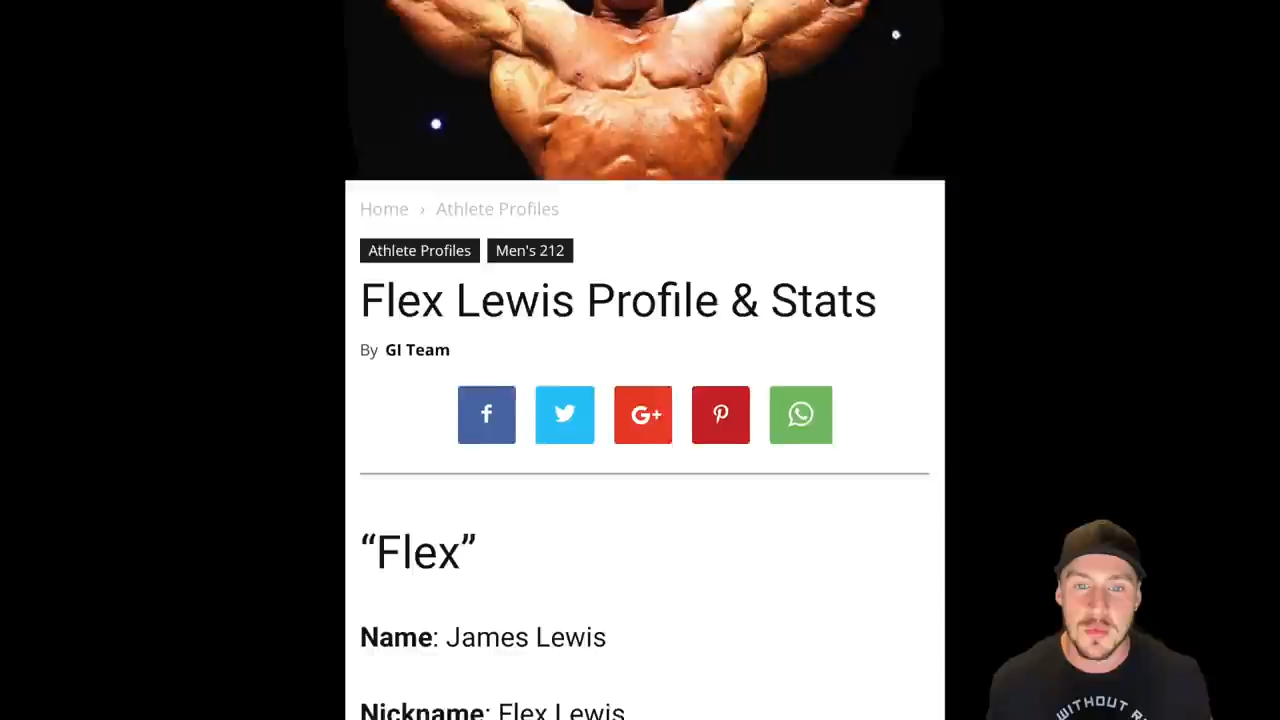 Home › Athlete Profiles
Athlete Profiles Men's 212
Flex Lewis Profile & Stats
By GI Team
f G+
“Flex”
Name: James Lewis
Nickname: Flex Lewis
WITHOUT